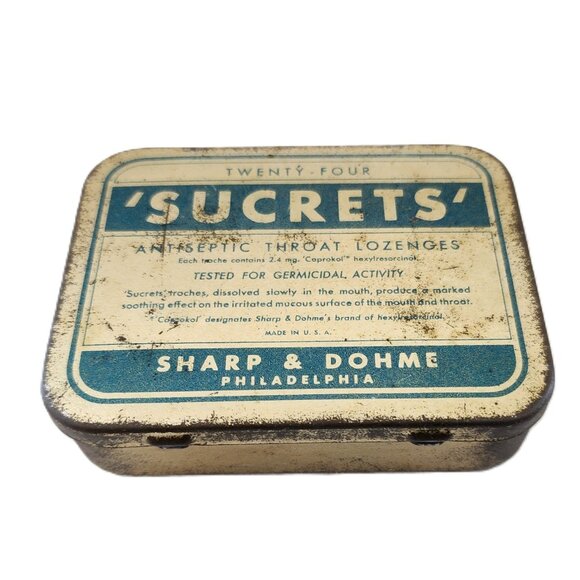 TWENTY-FOUR
'SUCRETS'
ANTISEPTIC THROAT LOZENGES
Each troche contains 2.4 mg. 'Caprokol' hexylresorcinol.
TESTED FOR GERMICIDAL ACTIVITY
'Sucrets' troches, dissolved slowly in the mouth, produce a marked
soothing effect on the irritated mucous surface of the mouth and throat.
'Caprokol' designates Sharp & Dohme's brand of hexylresorcinol.
MADE IN U. S. A.
SHARP & DOHME
PHILADELPHIA